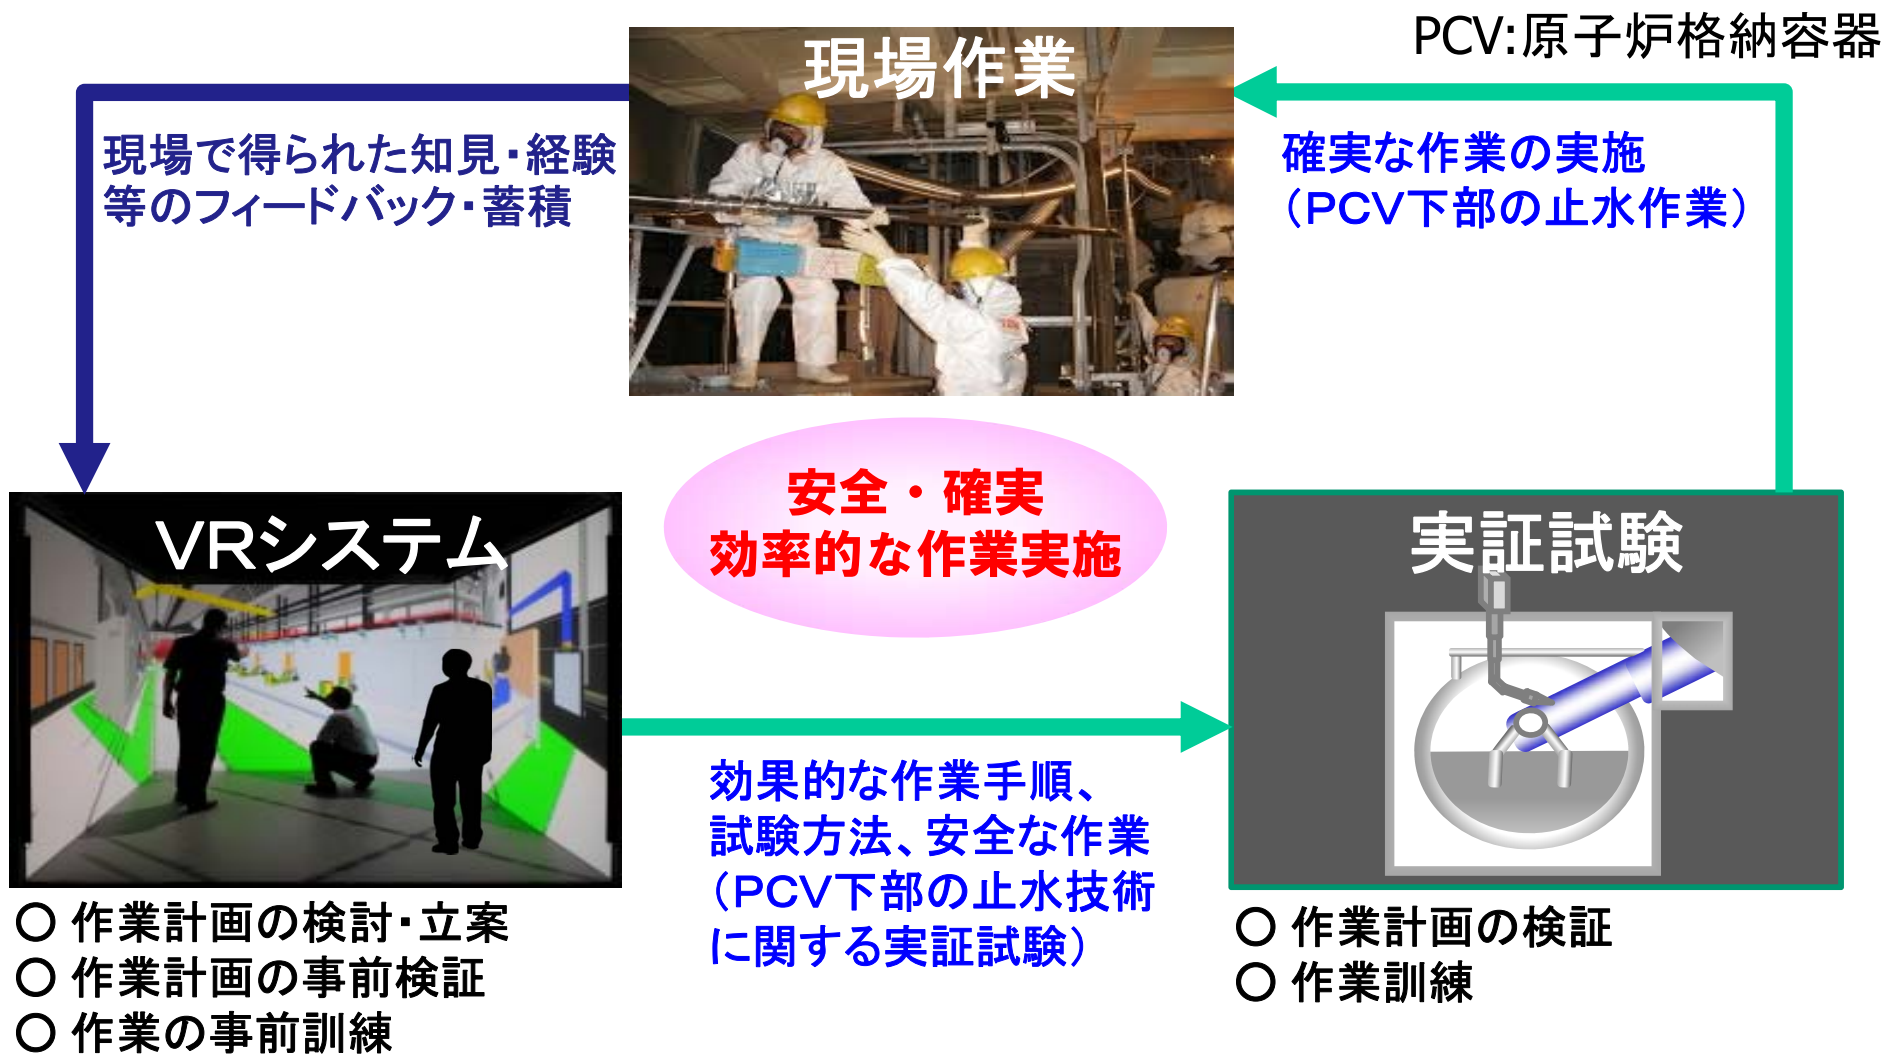 PCV:原子炉格納容器
現場作業
現場で得られた知見・経験
等のフィードバック・蓄積
確実な作業の実施
（ＰＣＶ下部の止水作業）
安全・確実
効率的な作業実施
ＶＲシステム
実証試験
効果的な作業手順、
試験方法、安全な作業
（ＰＣＶ下部の止水技術
に関する実証試験）
○ 作業計画の検討・立案
○ 作業計画の事前検証
○ 作業の事前訓練
○ 作業計画の検証
○ 作業訓練